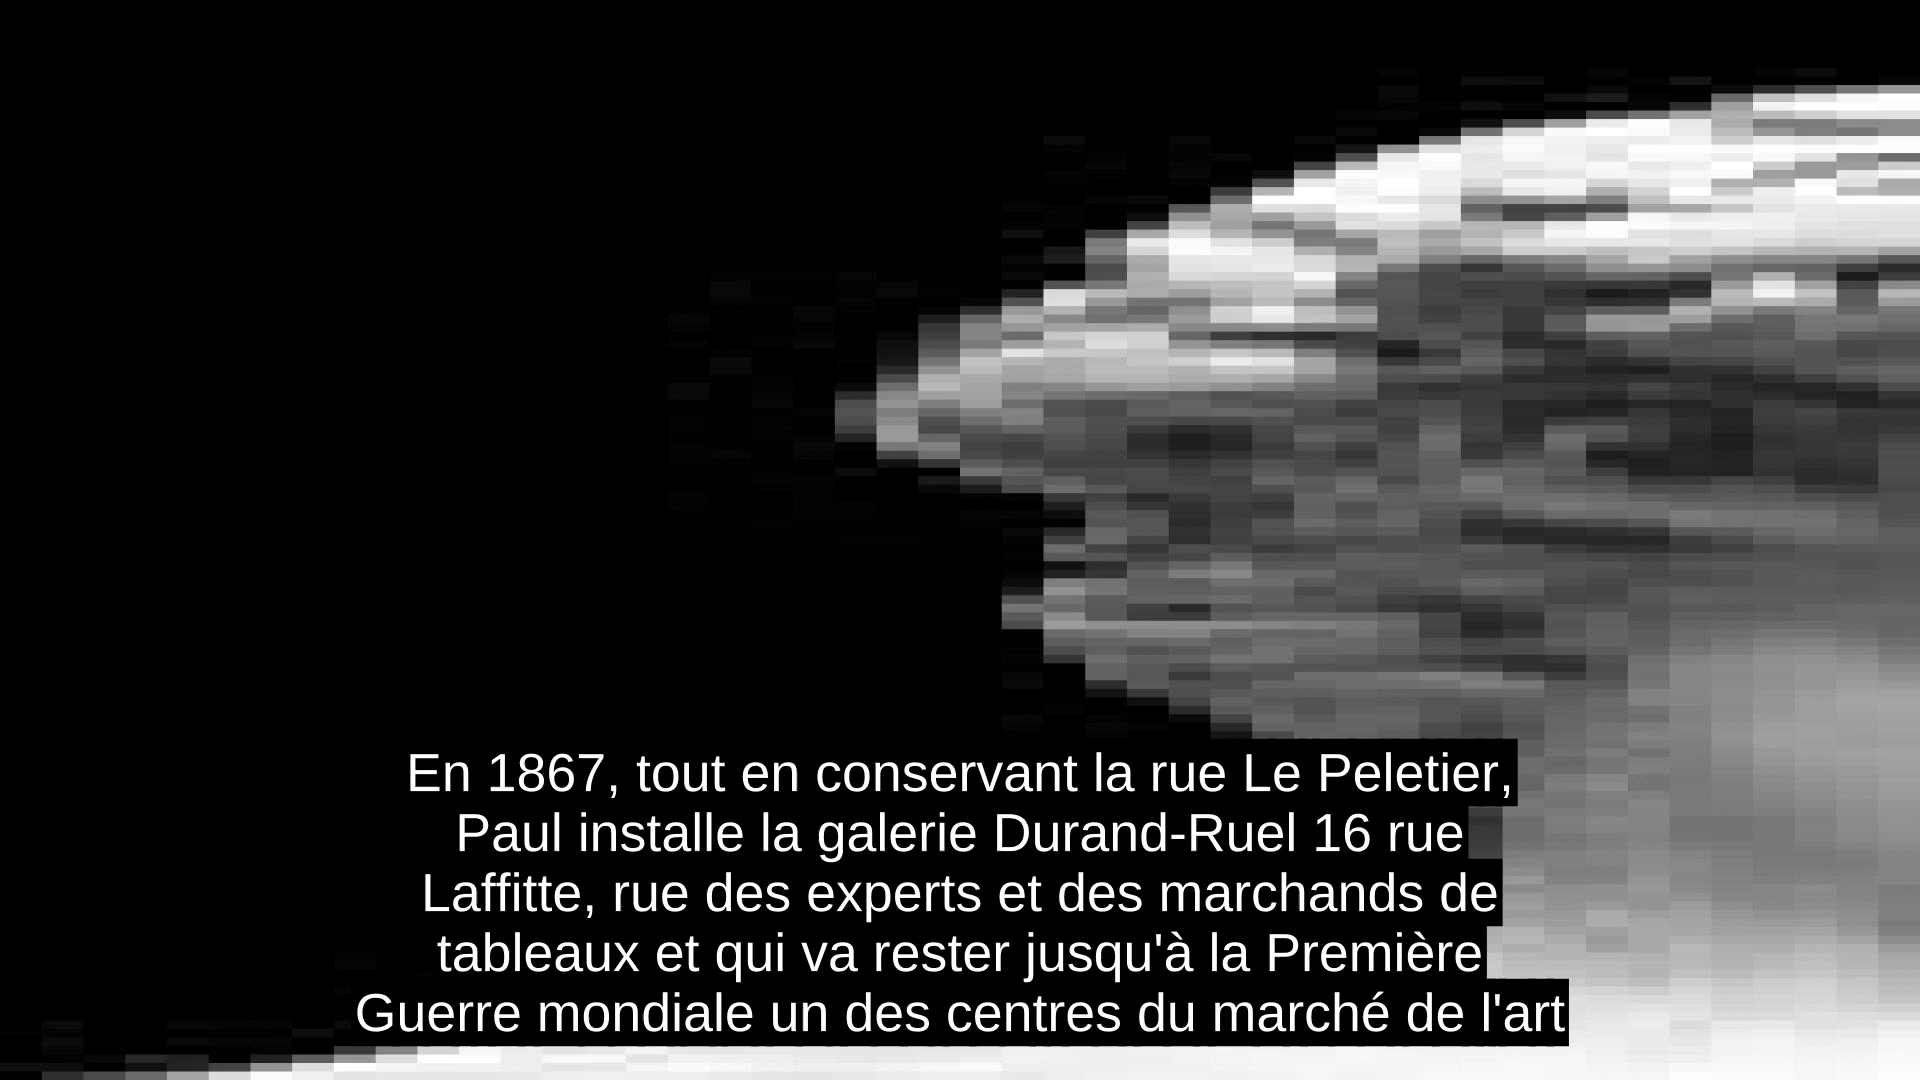 En 1867, tout en conservant la rue Le Peletier,
Paul installe la galerie Durand-Ruel 16 rue
Laffitte, rue des experts et des marchands de
tableaux et qui va rester jusqu'à la Première
Guerre mondiale un des centres du marché de l'art